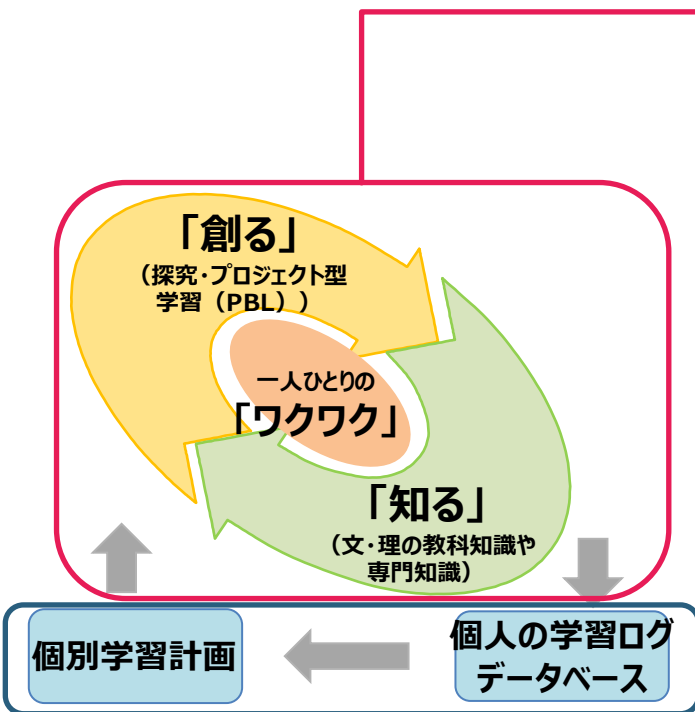 「創る」
（探究・プロジェクト型
学習（PBL））
一人ひとりの
「ワクワク」
「知る」
（文・理の教科知識や
専門知識）
個別学習計画
個人の学習ログ
データベース